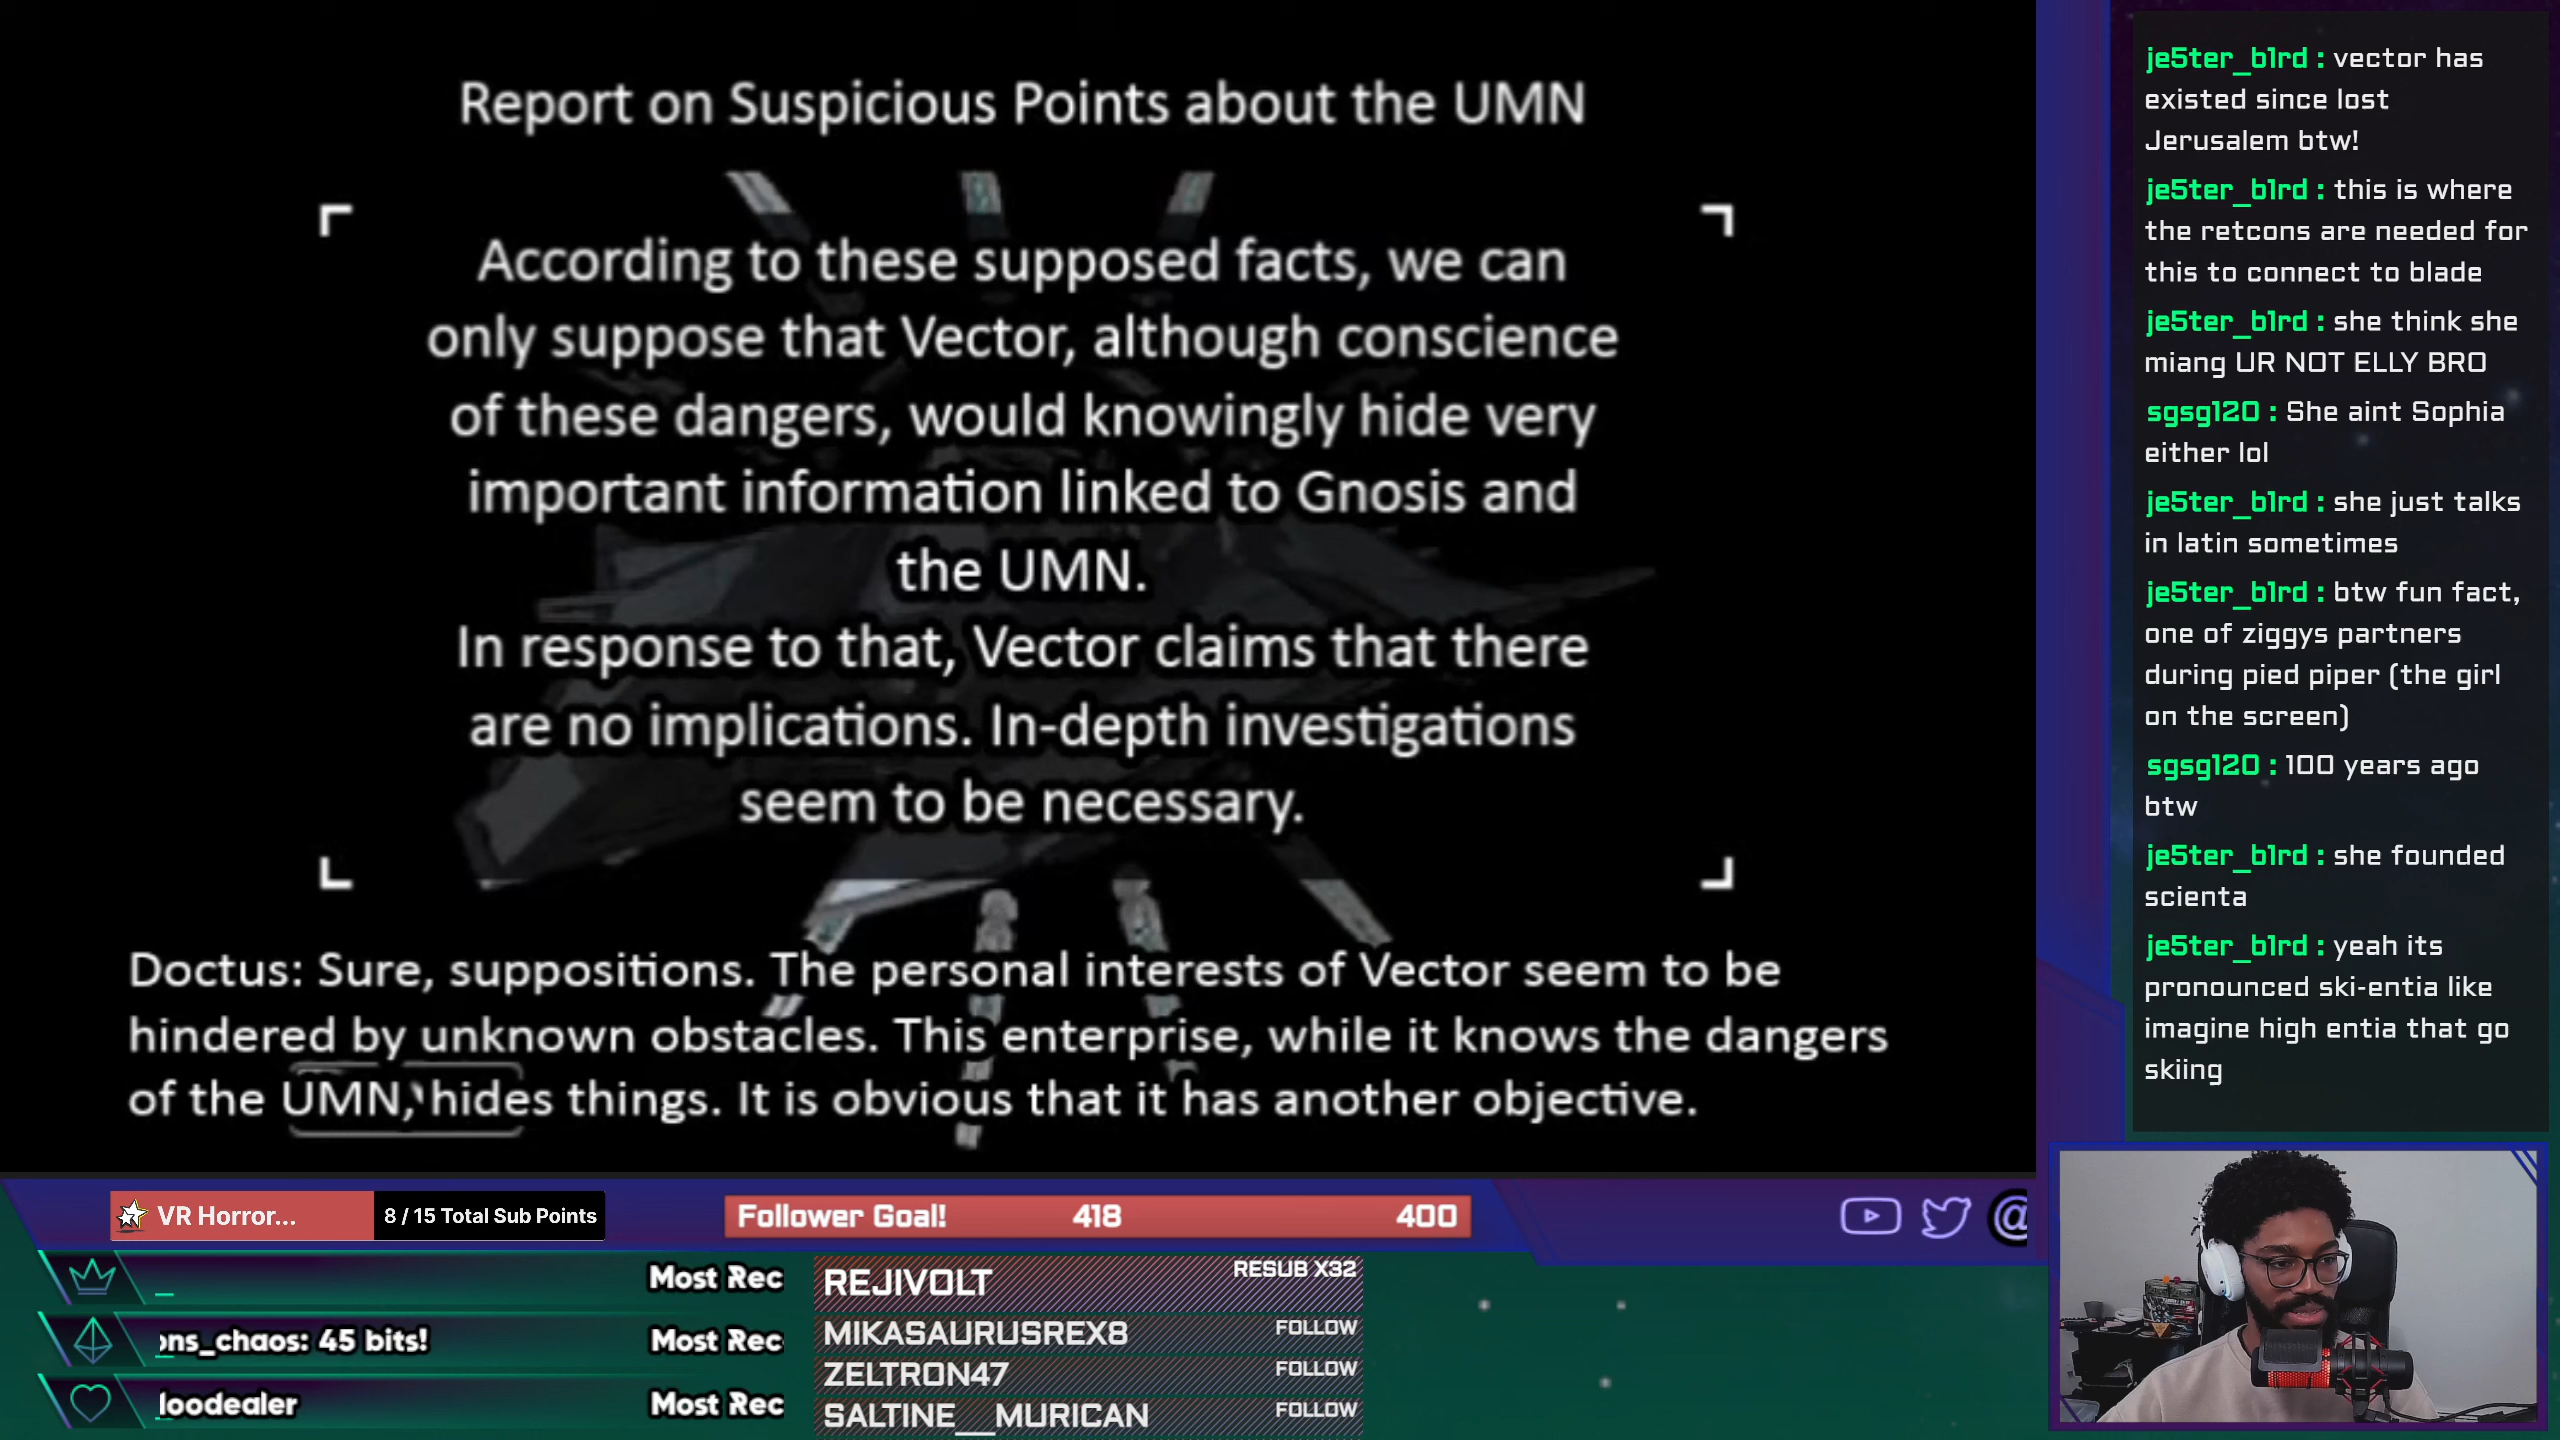 Report on Suspicious Points about the UMN
According to these supposed facts, we can
only suppose that Vector, although conscience
of these dangers, would knowingly hide very
important information linked to Gnosis and
the UMN.
In response to that, Vector claims that there
are no implications. In-depth investigations
seem to be necessary.
Doctus: Sure, suppositions. The personal interests of Vector seem to be
hindered by unknown obstacles. This enterprise, while it knows the dangers
of the UMN, hides things. It is obvious that it has another objective.
VR Horror...
8 / 15 Total Sub Points
Follower Goal! 418 400
Most Rec
ons_chaos: 45 bits! Most Rec
loodealer Most Rec
REJIVOLT RESUB X32
MIKASAURUSREX8 FOLLOW
ZELTRON47 FOLLOW
SALTINE__MURICAN FOLLOW
je5ter_b1rd : vector has
existed since lost
Jerusalem btw!
je5ter_b1rd : this is where
the retcons are needed for
this to connect to blade
je5ter_b1rd : she think she
miang UR NOT ELLY BRO
sgsg120 : She aint Sophia
either lol
je5ter_b1rd : she just talks
in latin sometimes
je5ter_b1rd : btw fun fact,
one of ziggys partners
during pied piper (the girl
on the screen)
sgsg120 : 100 years ago
btw
je5ter_b1rd : she founded
scienta
je5ter_b1rd : yeah its
pronounced ski-entia like
imagine high entia that go
skiing